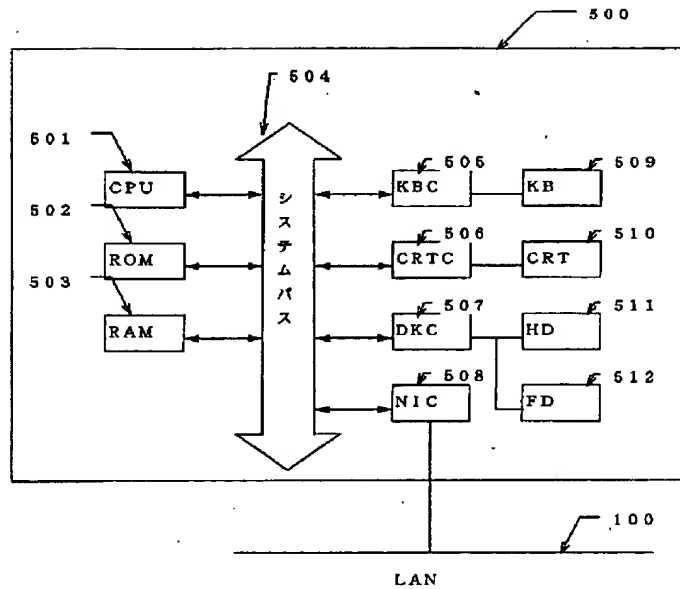 500
504
501
CPU
502
ROM
503
RAM
システムバス
505
KBC
509
KB
506
CRTC
510
CRT
507
DKC
511
HD
508
NIC
512
FD
100
LAN